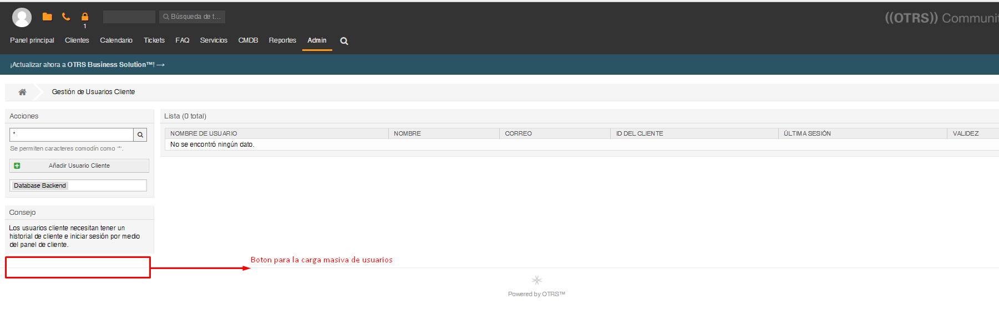 1
Búsqueda de t...
((OTRS)) Communit
Panel principal Clientes Calendario Tickets FAQ Servicios CMDB Reportes Admin
¡Actualizar ahora a OTRS Business Solution™! →
Gestión de Usuarios Cliente
Acciones
*
Se permiten caracteres comodín como '*'.
Añadir Usuario Cliente
Database Backend
Consejo
Los usuarios cliente necesitan tener un
historial de cliente e iniciar sesión por medio
del panel de cliente.
Lista (0 total)
NOMBRE DE USUARIO NOMBRE CORREO ID DEL CLIENTE ÚLTIMA SESIÓN VALIDEZ
No se encontró ningún dato.
Boton para la carga masiva de usuarios
Powered by OTRS™